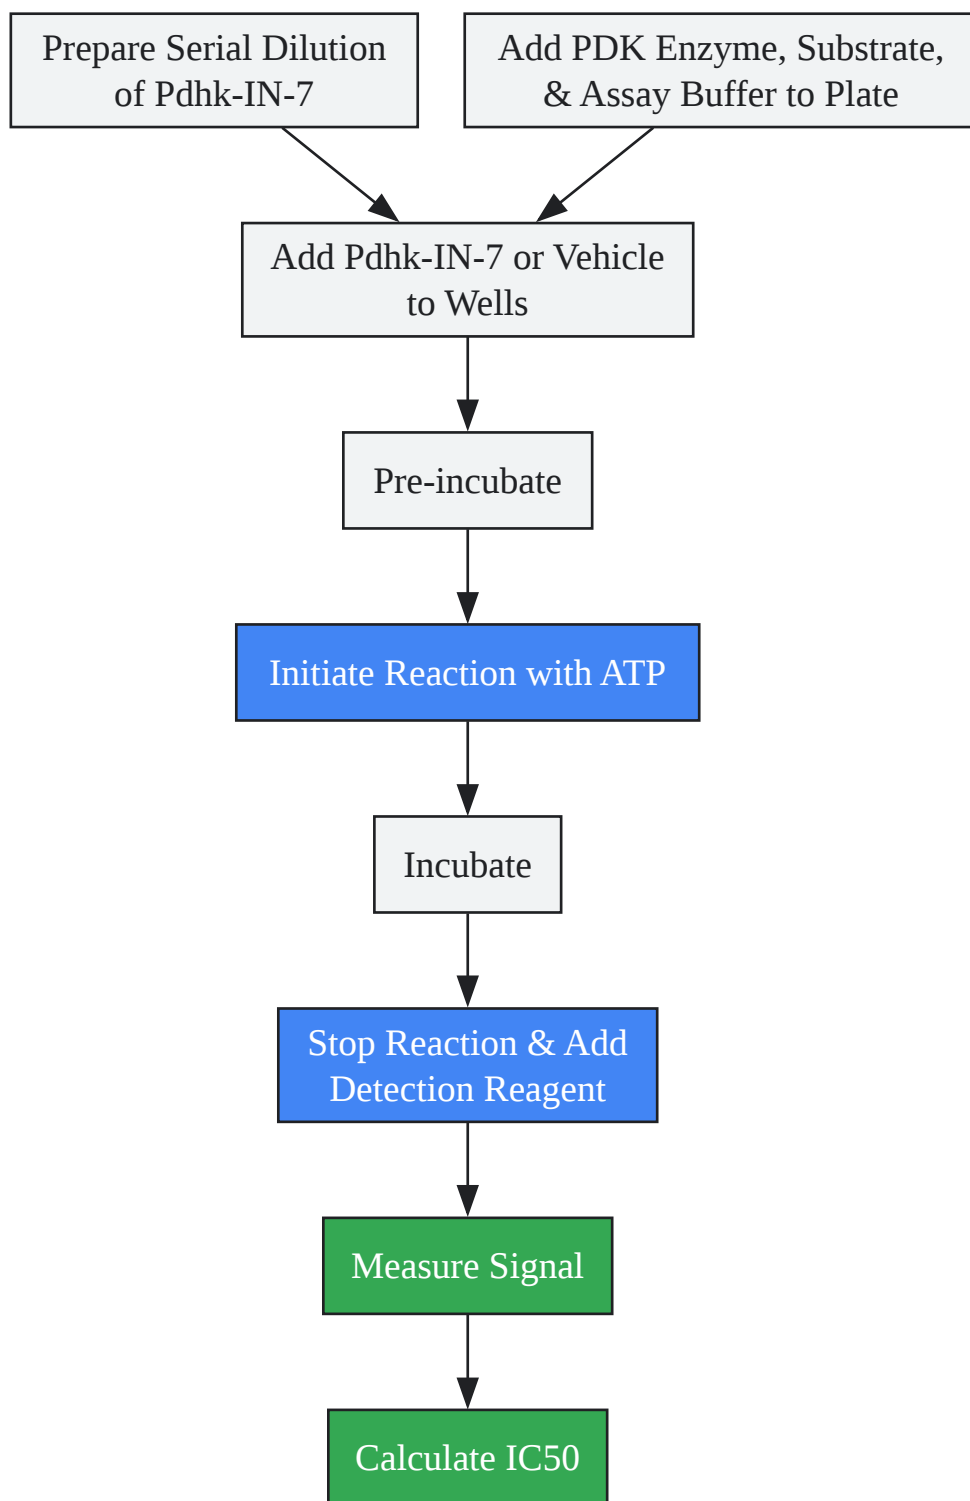 Prepare Serial Dilution
of Pdhk-IN-7
Add PDK Enzyme, Substrate,
& Assay Buffer to Plate
Add Pdhk-IN-7 or Vehicle
to Wells
Pre-incubate
Initiate Reaction with ATP
Incubate
Stop Reaction & Add
Detection Reagent
Measure Signal
Calculate IC50